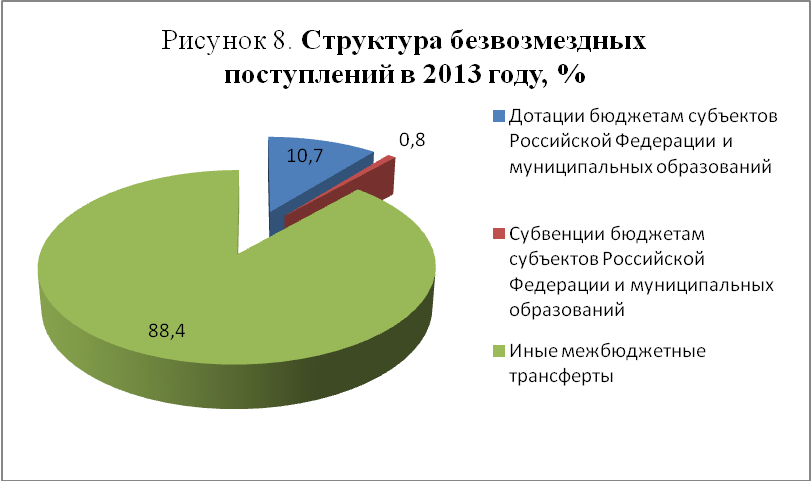 Рисунок 8. Структура безвозмездных
поступлений в 2013 году, %
10,7
0,8
88,4
Дотации бюджетам субъектов
Российской Федерации и
муниципальных образований
Субвенции бюджетам
субъектов Российской
Федерации и муниципальных
образований
Иные межбюджетные
трансферты